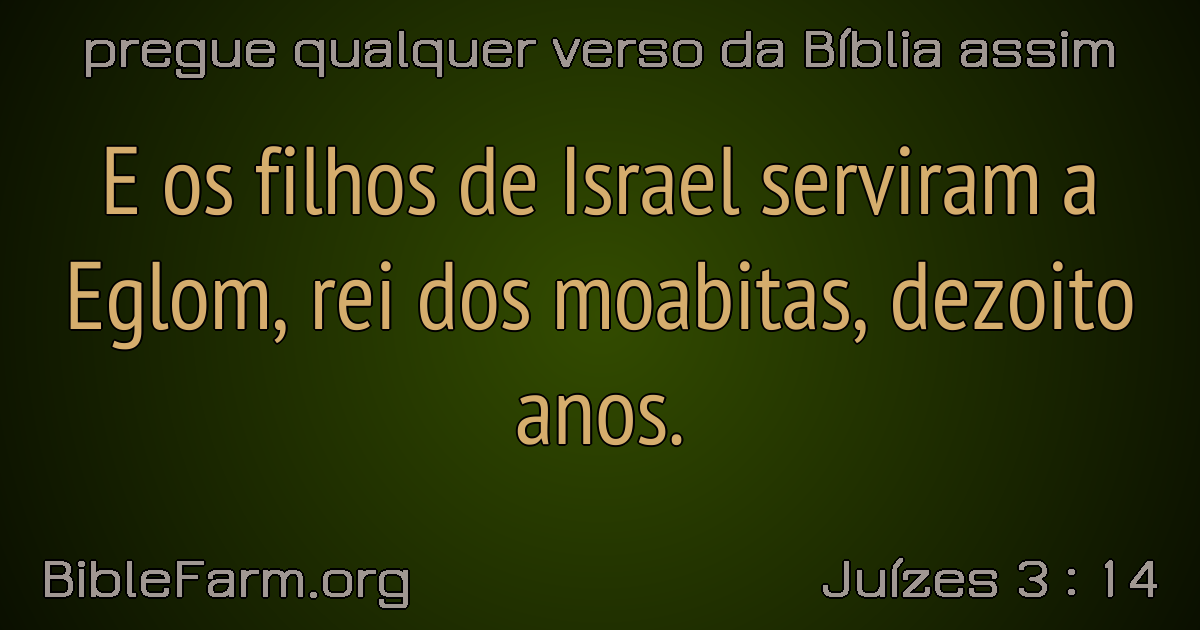 pregue qualquer verso da Bíblia assim
E os filhos de Israel serviram a
Eglom, rei dos moabitas, dezoito
anos.
BibleFarm.org
Juízes 3 : 14